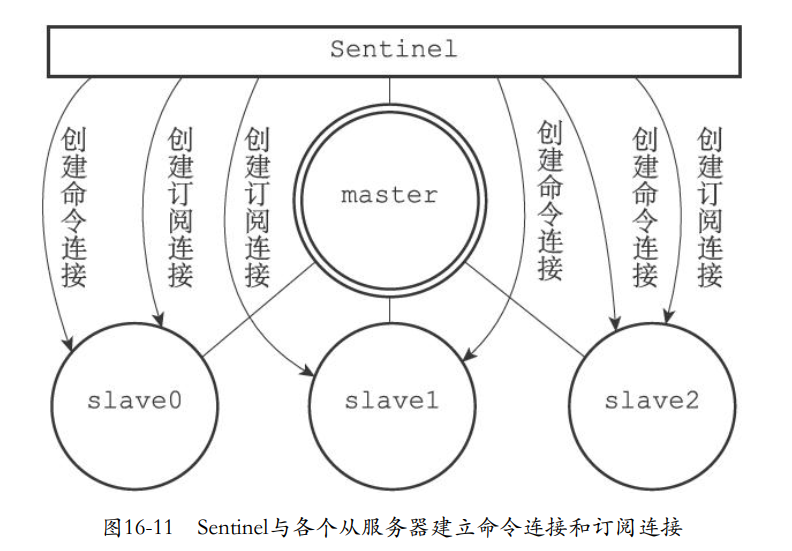 Sentinel
创建命令连接
创建订阅连接
创建订阅连接
创建命令连接
创建命令连接
创建订阅连接
master
slave0
slave1
slave2
图16-11 Sentinel与各个从服务器建立命令连接和订阅连接